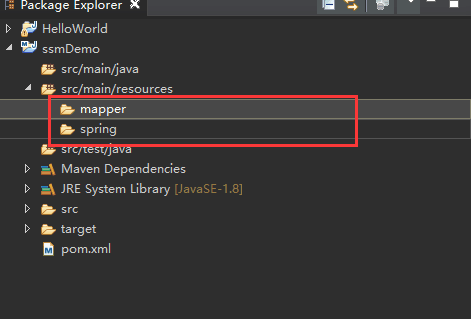 Package Explorer
HelloWorld
ssmDemo
src/main/java
src/main/resources
mapper
spring
src/test/java
Maven Dependencies
JRE System Library [JavaSE-1.8]
src
target
pom.xml